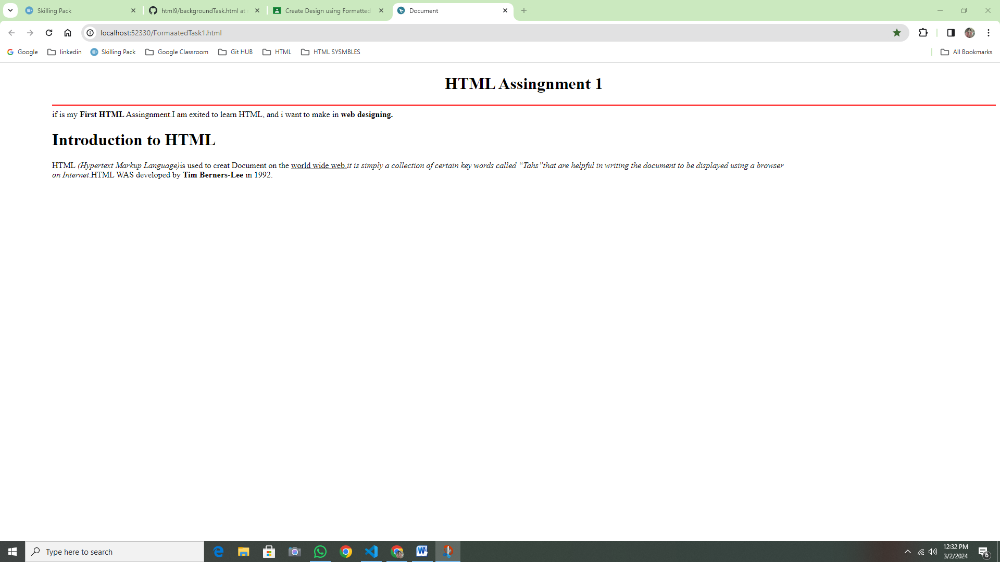 Skilling Pack
html9/backgroundTask.html at
Create Design using Formatted
Document
localhost:52330/FormaatedTask1.html
Google
linkedin
Skilling Pack
Google Classroom
Git HUB
HTML
HTML SYSMBLES
All Bookmarks
HTML Assingnment 1
if is my First HTML Assingnment.I am exited to learn HTML, and i want to make in web designing.
Introduction to HTML
HTML (Hypertext Markup Language)is used to creat Document on the world wide web.it is simply a collection of certain key words called “Tahs”that are helpful in writing the document to be displayed using a browser
on Internet.HTML WAS developed by Tim Berners-Lee in 1992.
Type here to search
12:32 PM
3/2/2024
6